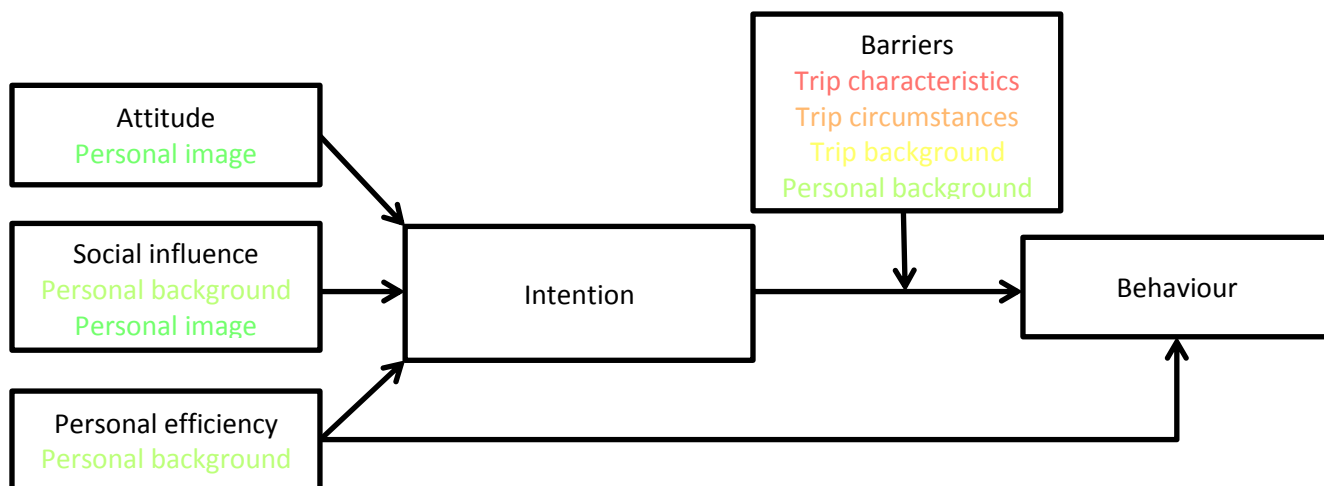 Barriers
Trip characteristics
Trip circumstances
Trip background
Personal background
Attitude
Personal image
Social influence
Personal background
Personal image
Personal efficiency
Personal background
Intention
Behaviour